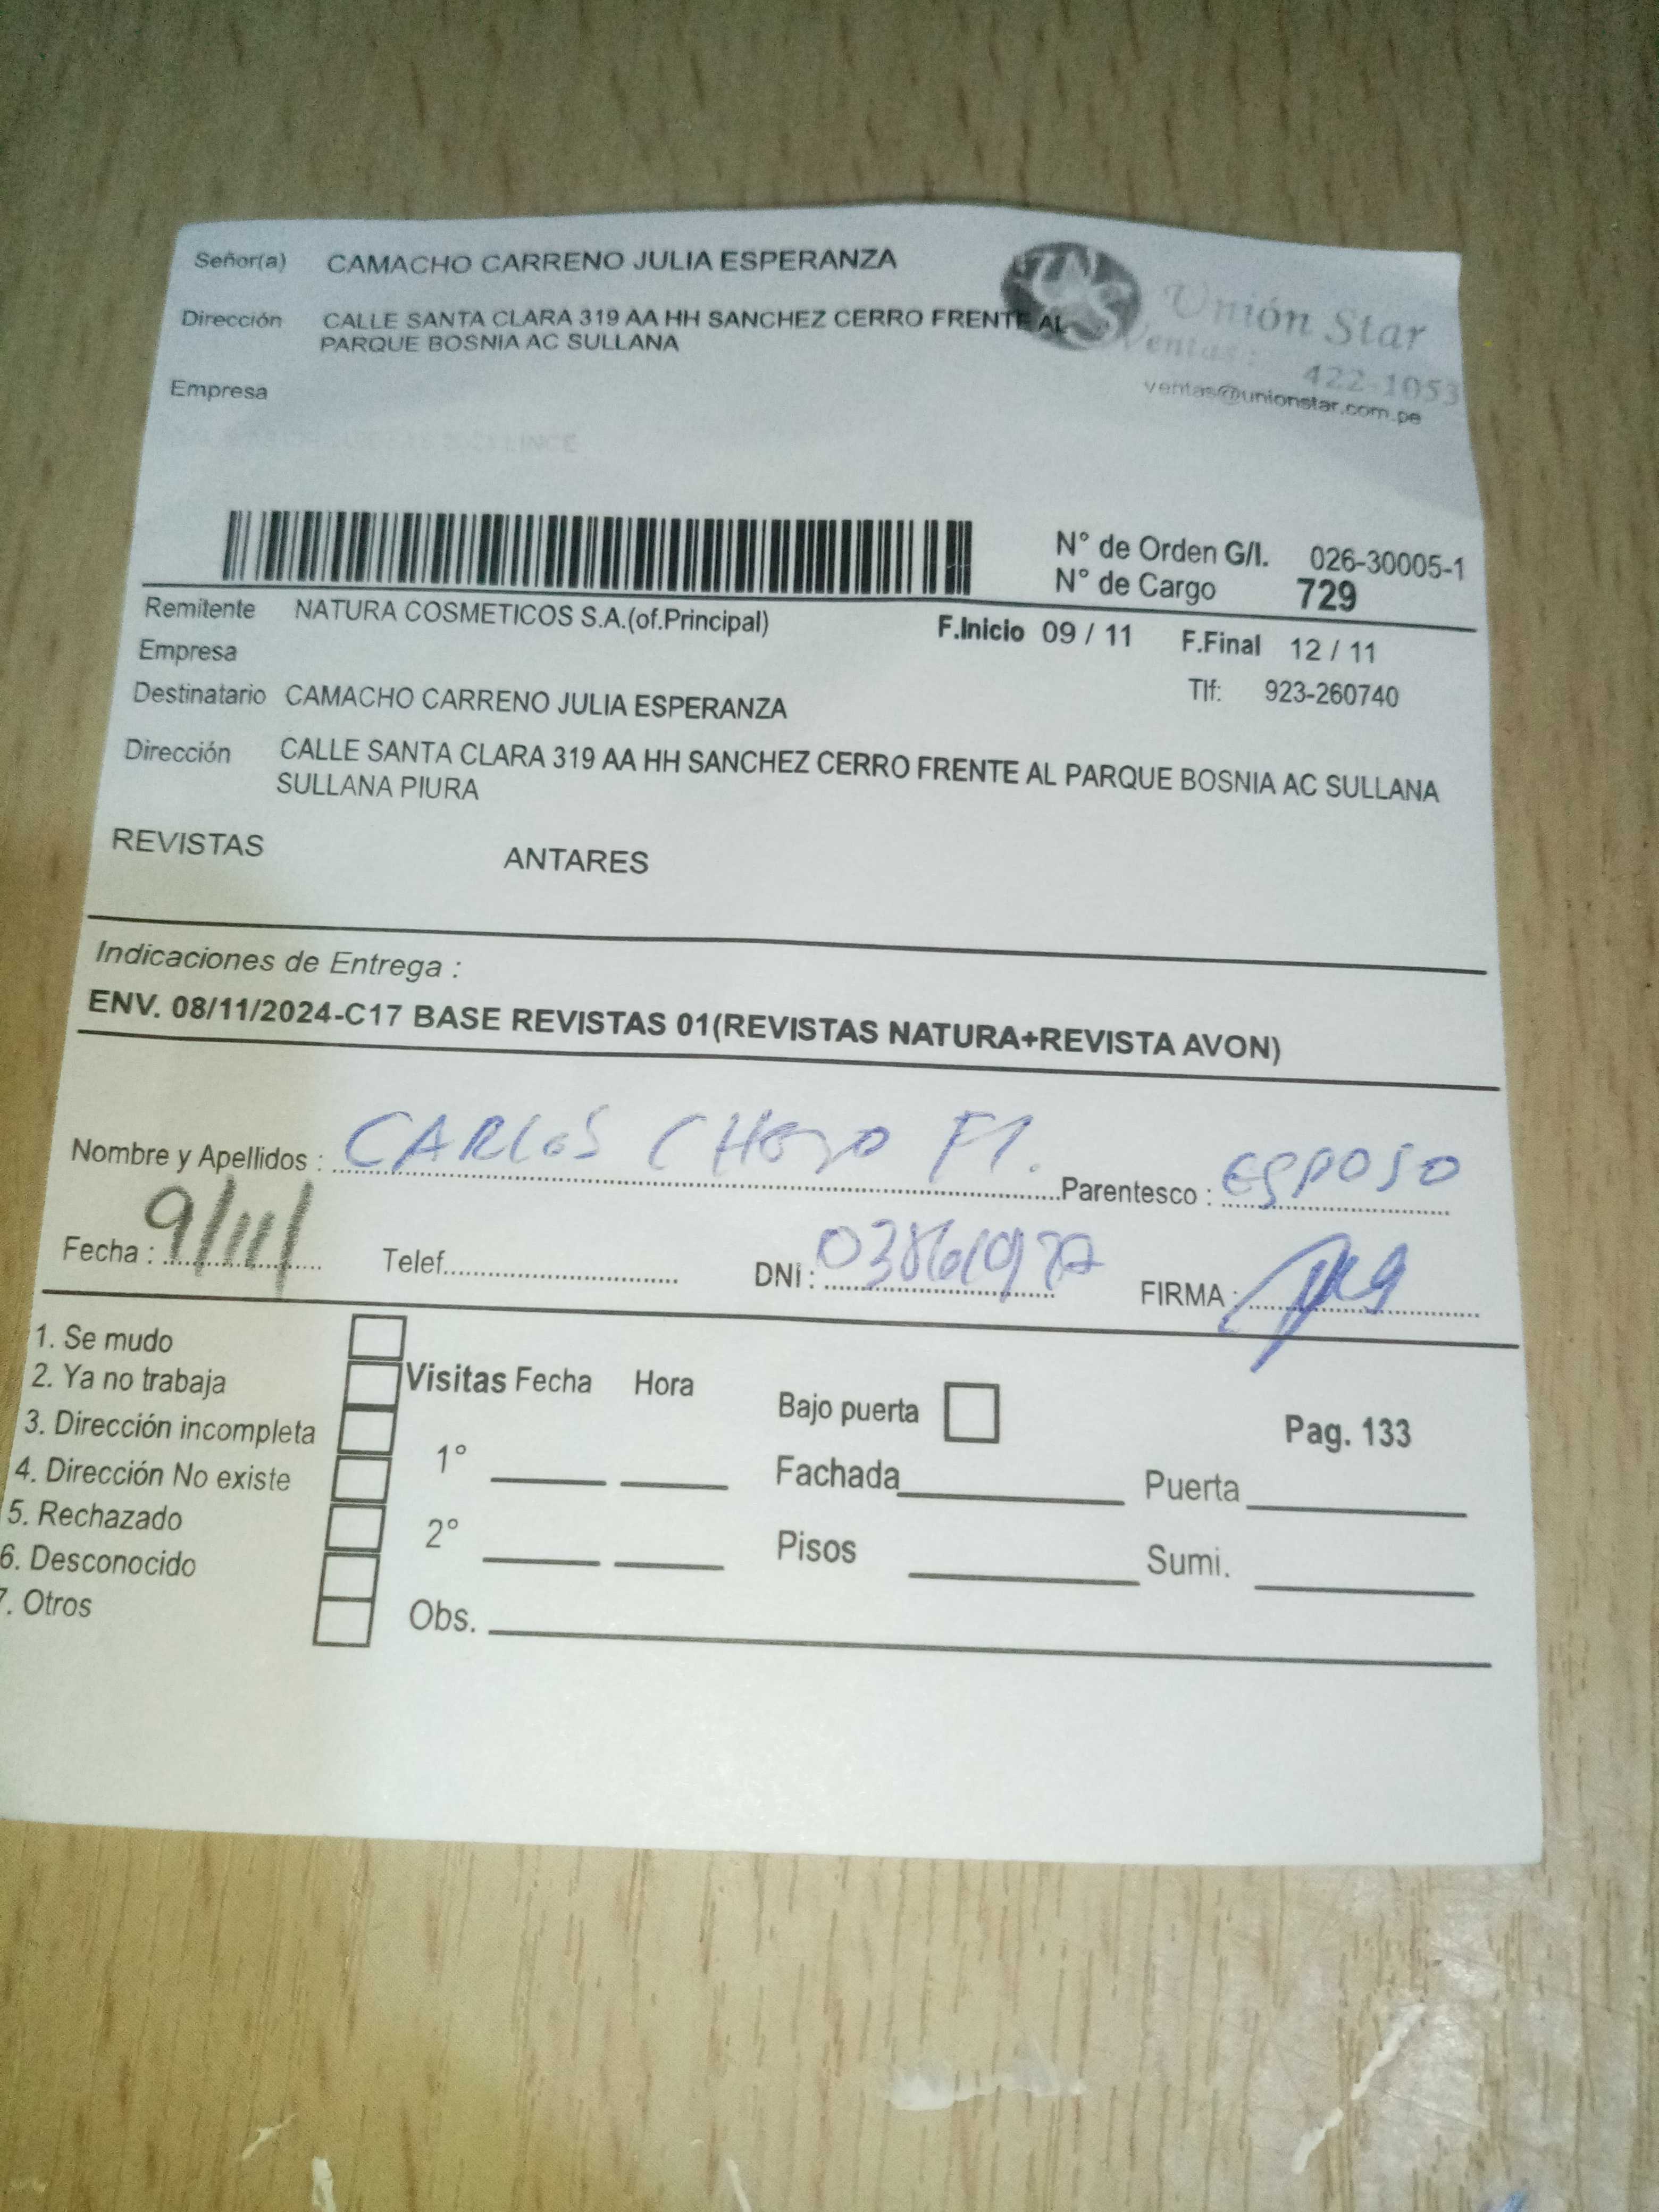 Señor(a) CAMACHO CARRENO JULIA ESPERANZA
Dirección CALLE SANTA CLARA 319 AA HH SANCHEZ CERRO FRENTE AL
PARQUE BOSNIA AC SULLANA
Unión Star
Ventas: 422-1053
ventas@unionstar.com.pe
Empresa
LINCE
N° de Orden G/I. 026-30005-1
N° de Cargo 729
Remitente NATURA COSMETICOS S.A.(of.Principal)
F.Inicio 09 / 11 F.Final 12 / 11
Empresa
Destinatario CAMACHO CARRENO JULIA ESPERANZA
Tlf: 923-260740
Dirección CALLE SANTA CLARA 319 AA HH SANCHEZ CERRO FRENTE AL PARQUE BOSNIA AC SULLANA
SULLANA PIURA
REVISTAS ANTARES
Indicaciones de Entrega :
ENV. 08/11/2024-C17 BASE REVISTAS 01(REVISTAS NATURA+REVISTA AVON)
Nombre y Apellidos : CARLOS Parentesco : ESPOSO
Fecha : 9/11/ Telef. DNI : FIRMA :
1. Se mudo
2. Ya no trabaja
3. Dirección incompleta
4. Dirección No existe
5. Rechazado
6. Desconocido
7. Otros
Visitas Fecha Hora
1°
2°
Obs.
Bajo puerta Pag. 133
Fachada Puerta
Pisos Sumi.